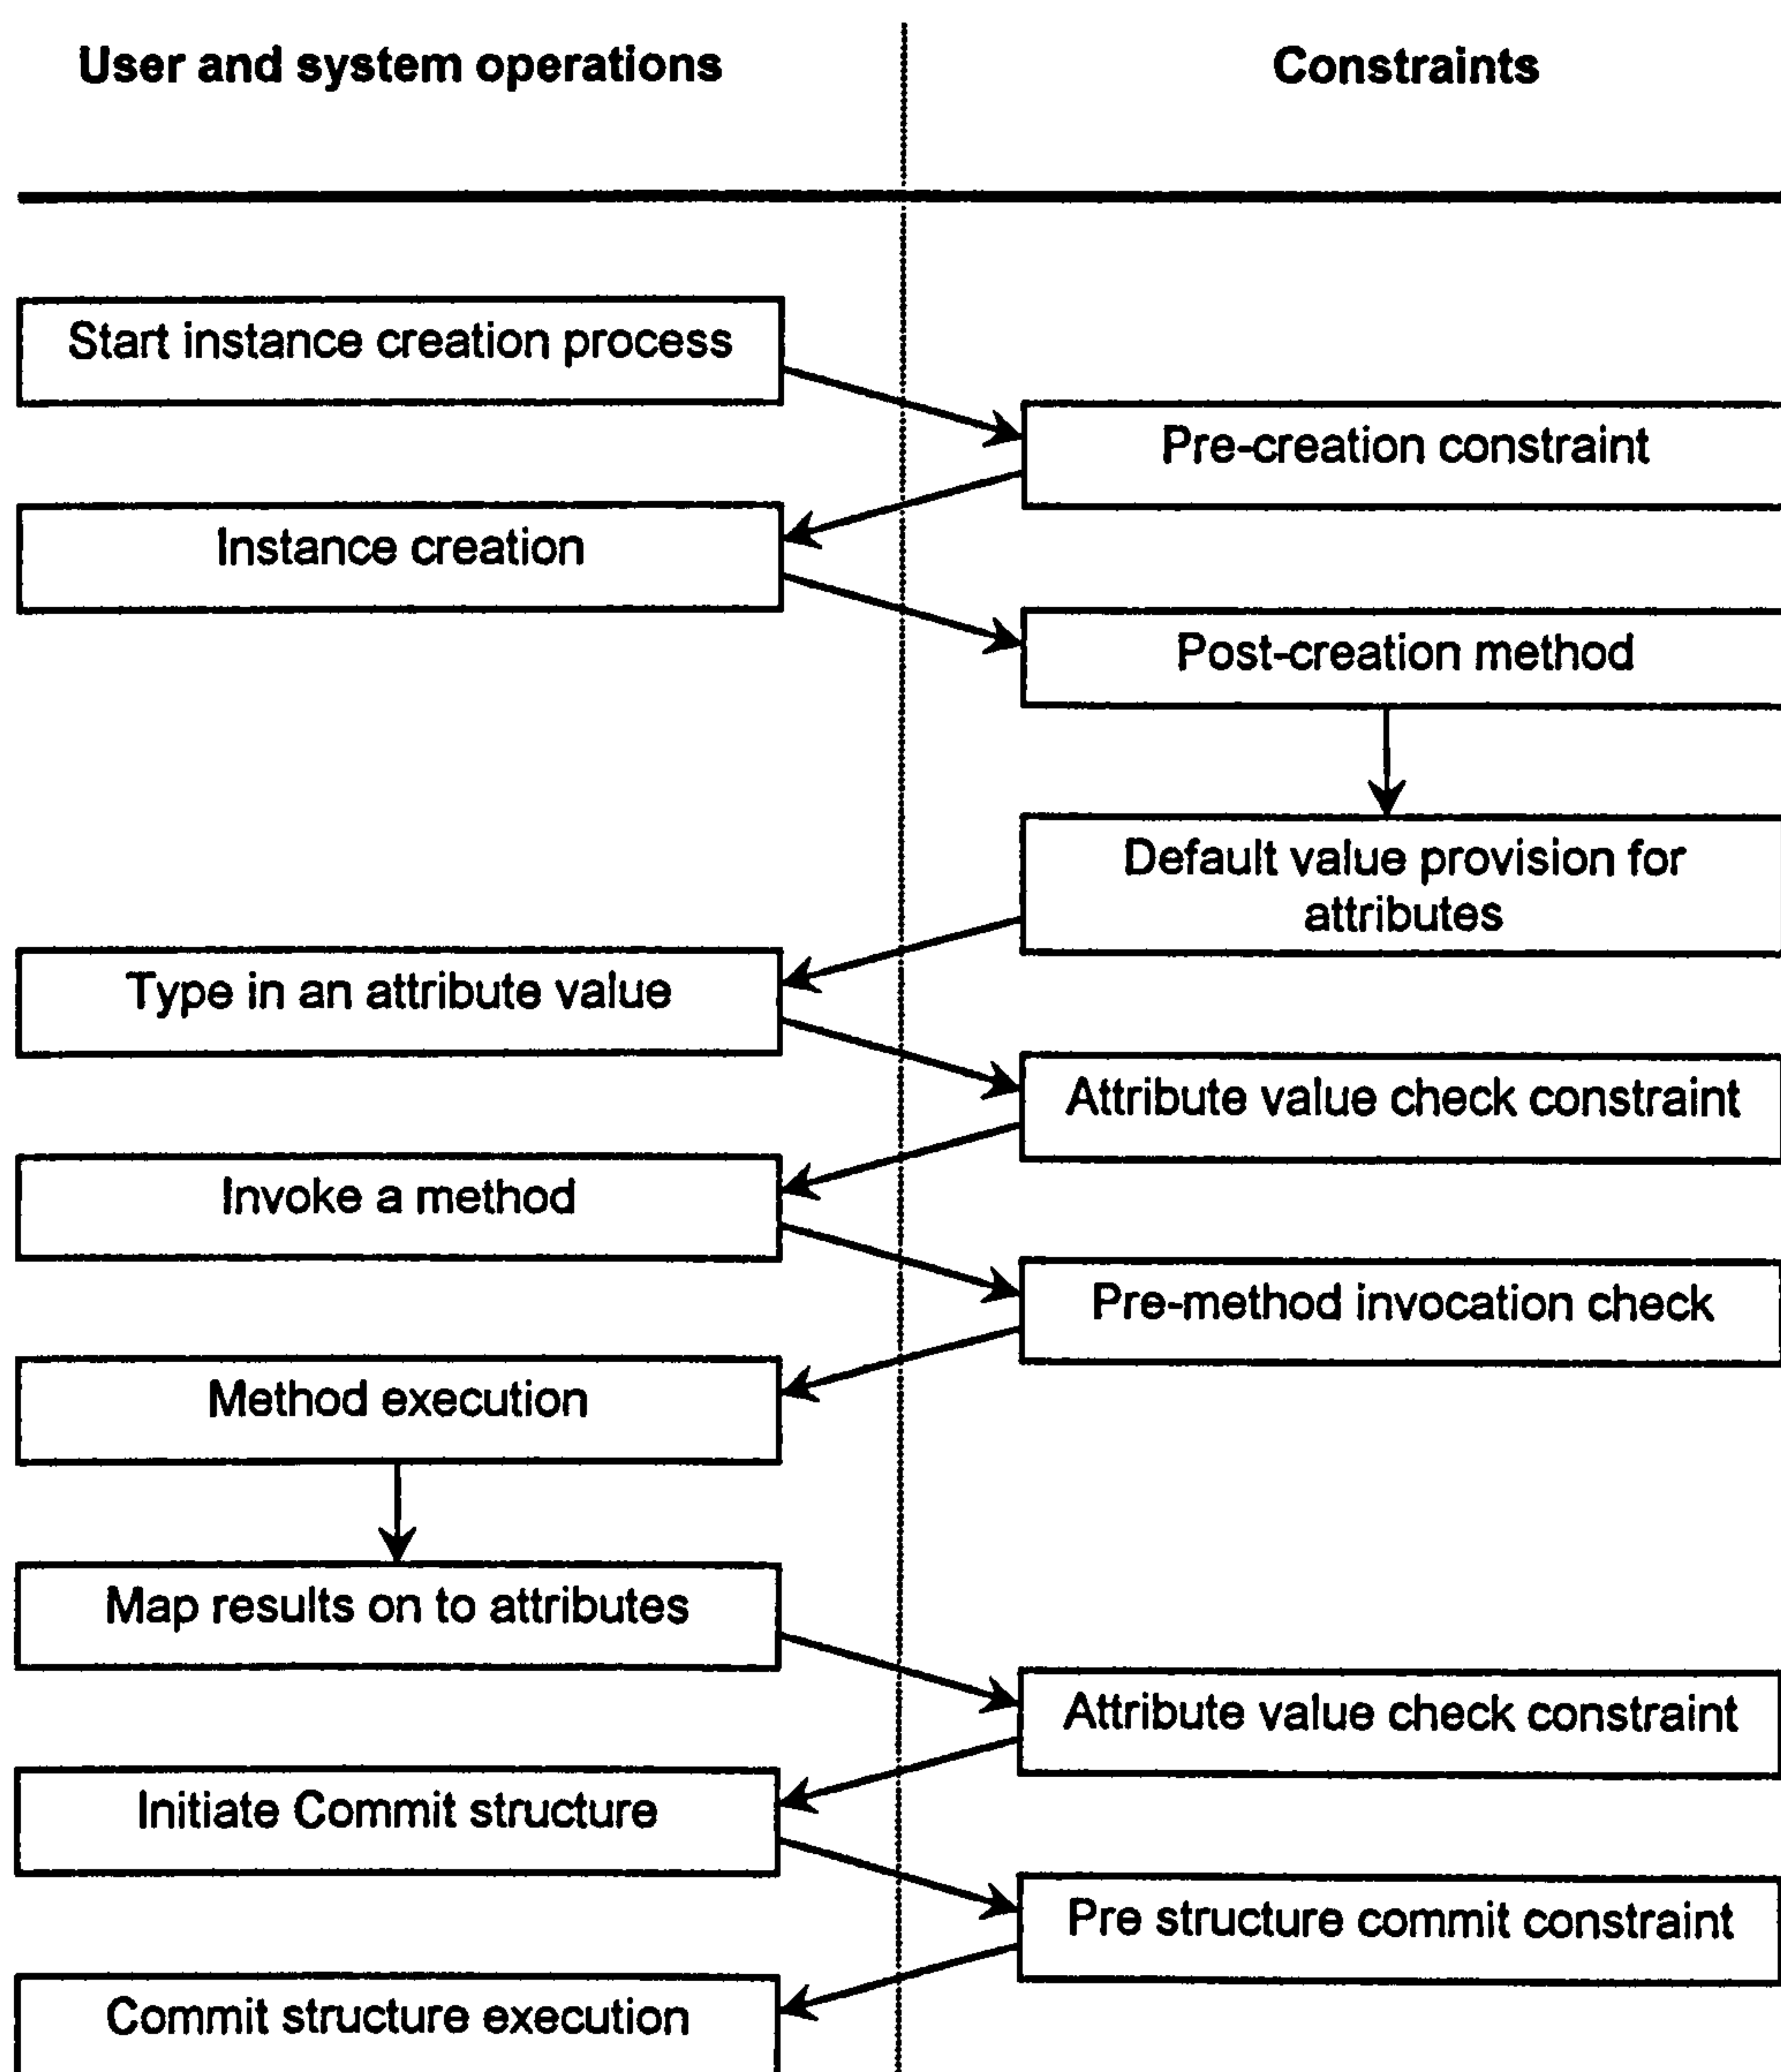 User and system operations
Constraints
Start instance creation process
Pre-creation constraint
Instance creation
Post-creation method
Default value provision for
attributes
Type in an attribute value
Attribute value check constraint
Invoke a method
Pre-method invocation check
Method execution
Map results on to attributes
Attribute value check constraint
Initiate Commit structure
Pre structure commit constraint
Commit structure execution